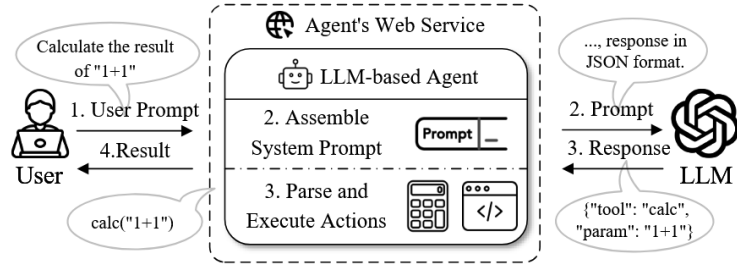 Calculate the result
of "1+1"
1. User Prompt
4.Result
User
calc("1+1")
Agent's Web Service
LLM-based Agent
2. Assemble
System Prompt
Prompt _
3. Parse and
Execute Actions
</>
..., response in
JSON format.
2. Prompt
3. Response
LLM
{"tool": "calc",
"param": "1+1"}